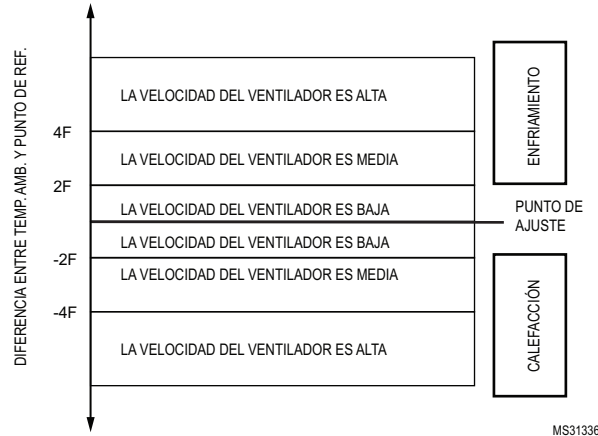 DIFERENCIA ENTRE TEMP. AMB. Y PUNTO DE REF.
LA VELOCIDAD DEL VENTILADOR ES ALTA
4F
LA VELOCIDAD DEL VENTILADOR ES MEDIA
2F
LA VELOCIDAD DEL VENTILADOR ES BAJA
LA VELOCIDAD DEL VENTILADOR ES BAJA
-2F
LA VELOCIDAD DEL VENTILADOR ES MEDIA
-4F
LA VELOCIDAD DEL VENTILADOR ES ALTA
ENFRIAMIENTO
PUNTO DE
AJUSTE
CALEFACCIÓN
MS31336